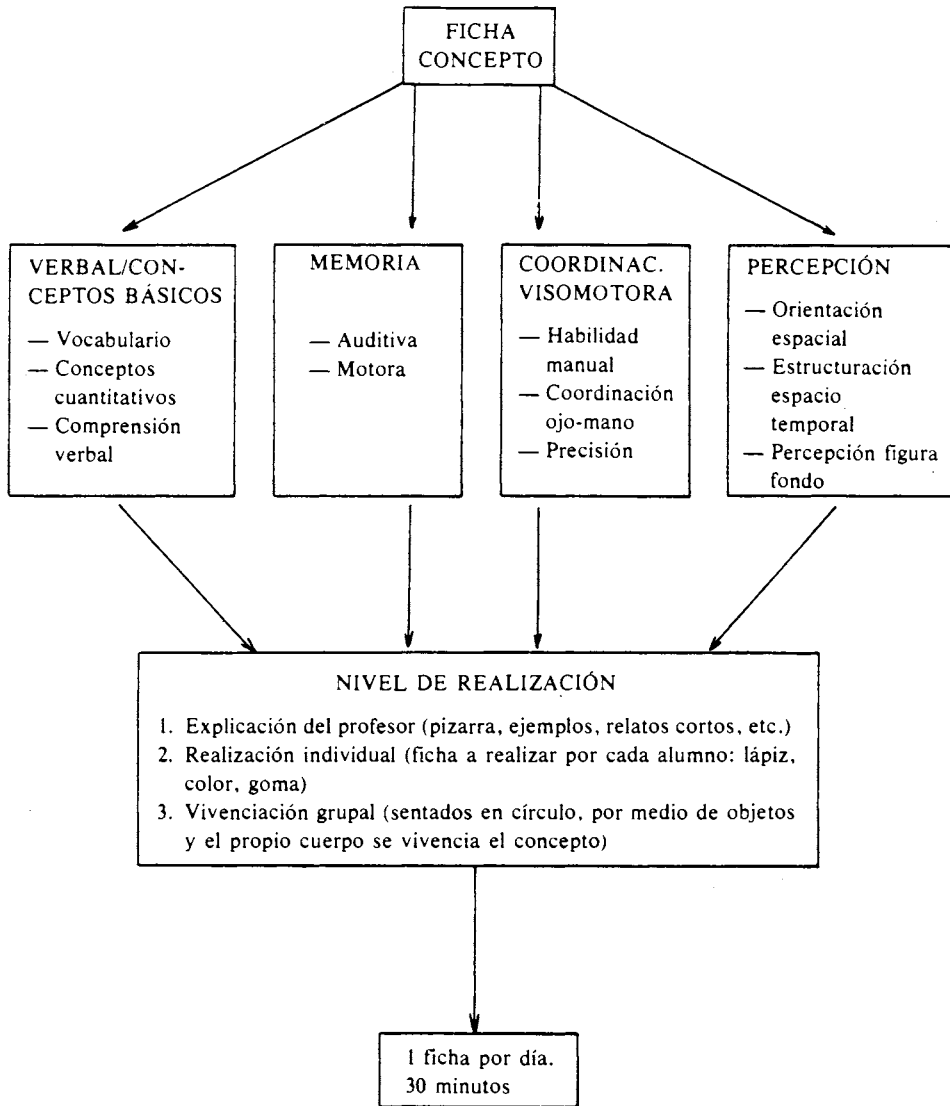 FICHA
CONCEPTO
VERBAL/CON-
CEPTOS BÁSICOS
— Vocabulario
— Conceptos
cuantitativos
— Comprensión
verbal
MEMORIA
— Auditiva
— Motora
COORDINAC.
VISOMOTORA
— Habilidad
manual
— Coordinación
ojo-mano
— Precisión
PERCEPCIÓN
— Orientación
espacial
— Estructuración
espacio
temporal
— Percepción figura
fondo
NIVEL DE REALIZACIÓN
1. Explicación del profesor (pizarra, ejemplos, relatos cortos, etc.)
2. Realización individual (ficha a realizar por cada alumno: lápiz,
color, goma)
3. Vivenciación grupal (sentados en círculo, por medio de objetos
y el propio cuerpo se vivencia el concepto)
1 ficha por día.
30 minutos